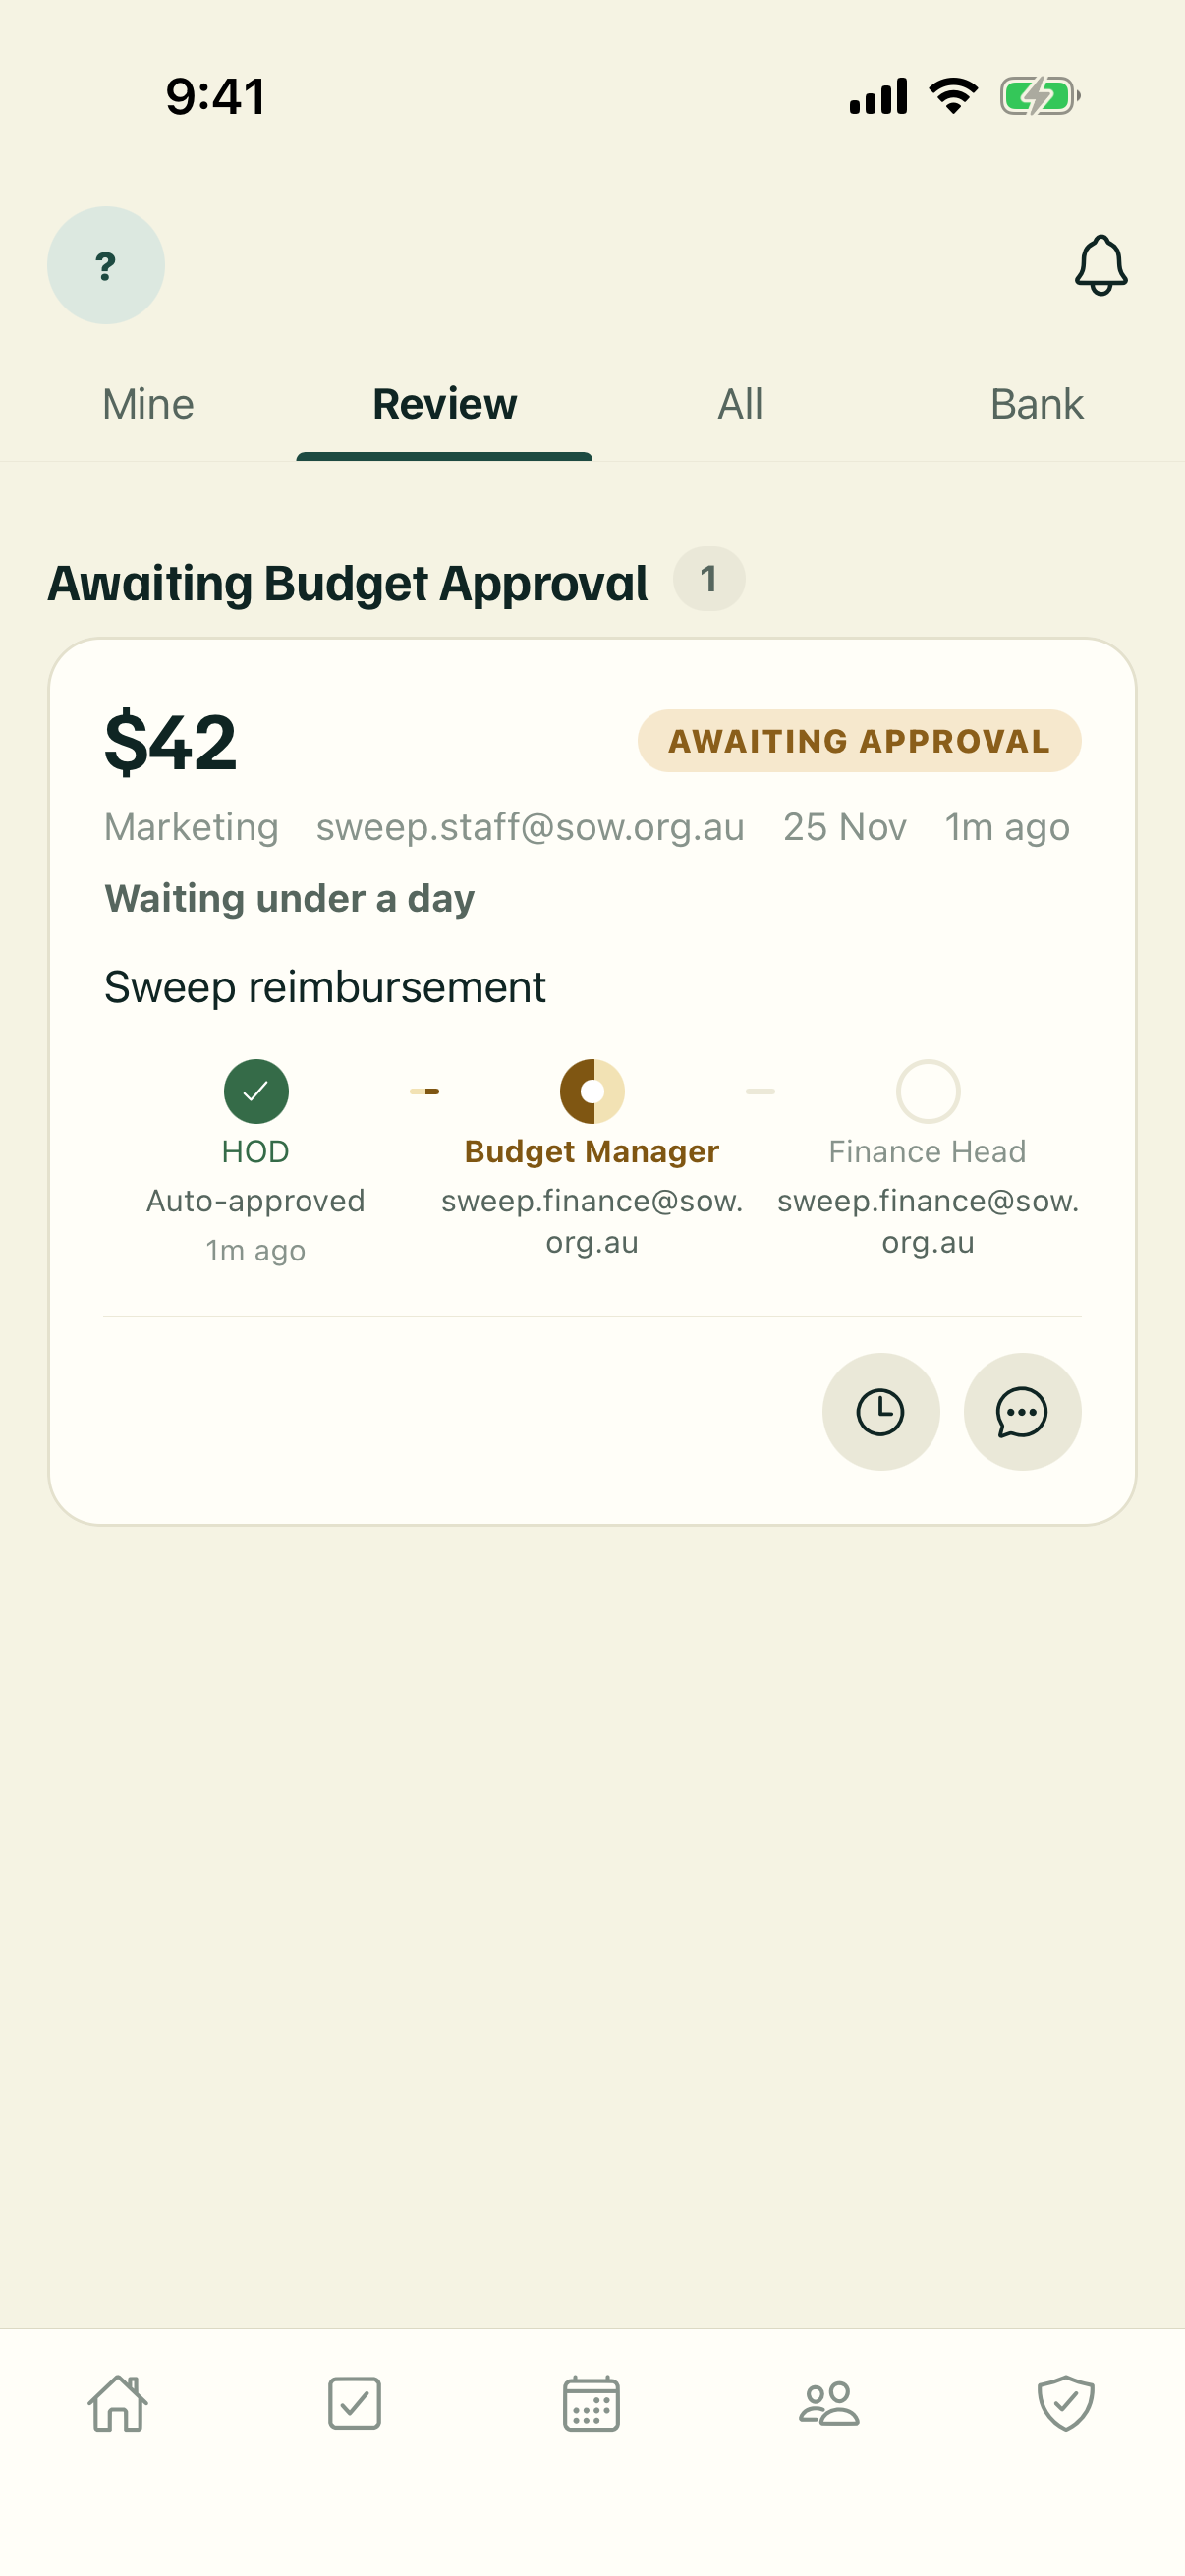 9:41
?
Mine Review All Bank
Awaiting Budget Approval 1
$42 AWAITING APPROVAL
Marketing sweep.staff@sow.org.au 25 Nov 1m ago
Waiting under a day
Sweep reimbursement
HOD Budget Manager Finance Head
Auto-approved sweep.finance@sow. sweep.finance@sow.
1m ago org.au org.au